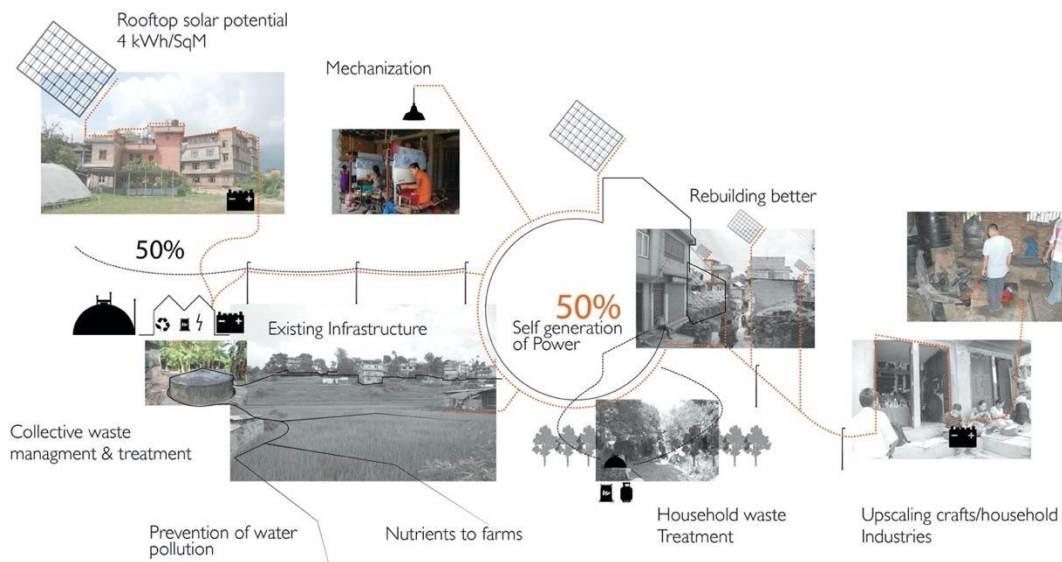 Rooftop solar potential
4 kWh/SqM
Mechanization
Rebuilding better
50%
50%
Self generation
of Power
Existing Infrastructure
Collective waste
managment & treatment
Prevention of water
pollution
Nutrients to farms
Household waste
Treatment
Upscaling crafts/household
Industries